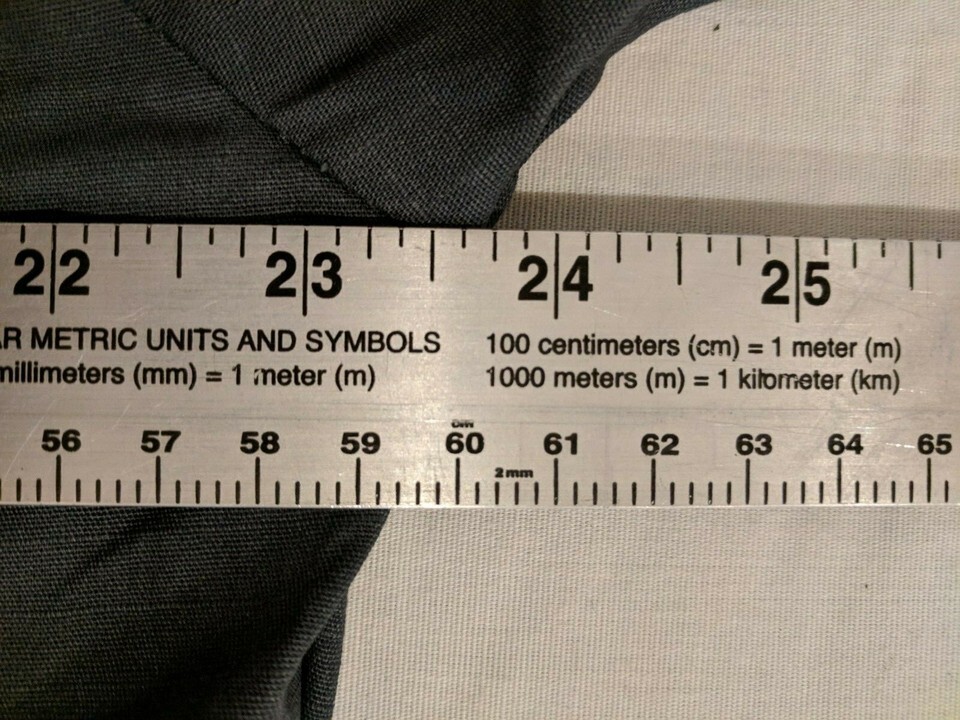 22 23 24 25
R METRIC UNITS AND SYMBOLS 100 centimeters (cm) = 1 meter (m)
millimeters (mm) = 1 meter (m) 1000 meters (m) = 1 kilometer (km)
cm
56 57 58 59 60 61 62 63 64 65
2mm